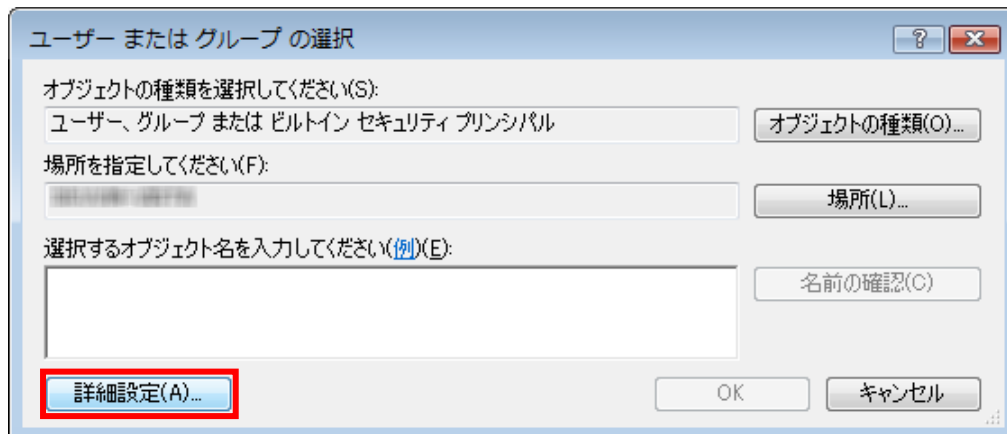 ユーザー または グループ の選択
オブジェクトの種類を選択してください(S):
ユーザー、グループ または ビルトイン セキュリティ プリンシパル
オブジェクトの種類(O)...
場所を指定してください(F):
場所(L)...
選択するオブジェクト名を入力してください(例)(E):
名前の確認(C)
詳細設定(A)...
OK
キャンセル